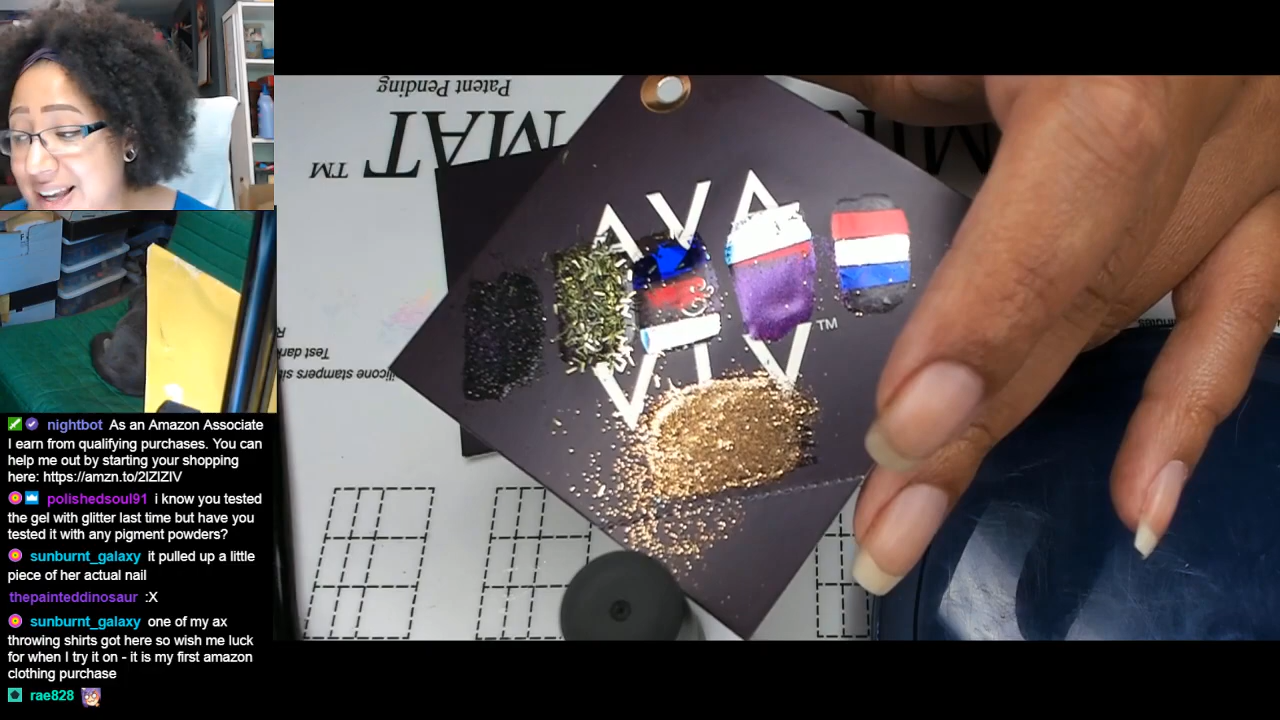 Patent Pending
MAT TM
Test dar
icone stampers si
minutes
AVA
VIV TM
nightbot As an Amazon Associate
I earn from qualifying purchases. You can
help me out by starting your shopping
here: https://amzn.to/2IZIZIV
polishedsoul91 i know you tested
the gel with glitter last time but have you
tested it with any pigment powders?
sunburnt_galaxy it pulled up a little
piece of her actual nail
thepainteddinosaur :X
sunburnt_galaxy one of my ax
throwing shirts got here so wish me luck
for when I try it on - it is my first amazon
clothing purchase
rae828